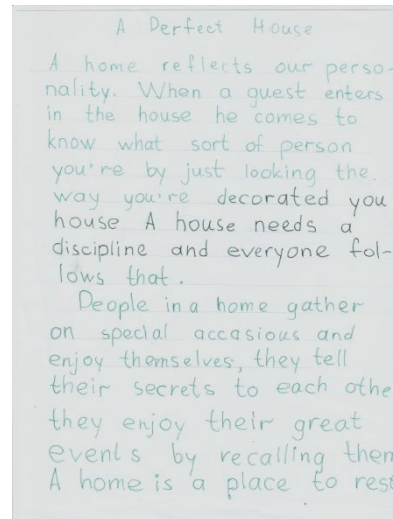 A Perfect House
A home reflects our perso-
nality. When a guest enters
in the house he comes to
know what sort of person
you're by just looking the.
way you're decorated you
house A house needs a
discipline and everyone fol-
lows that.
People in a home gather
on special accasious and
enjoy themselves, they tell
their secrets to each othe
they enjoy their great
events by recalling then
A home is a place to rest